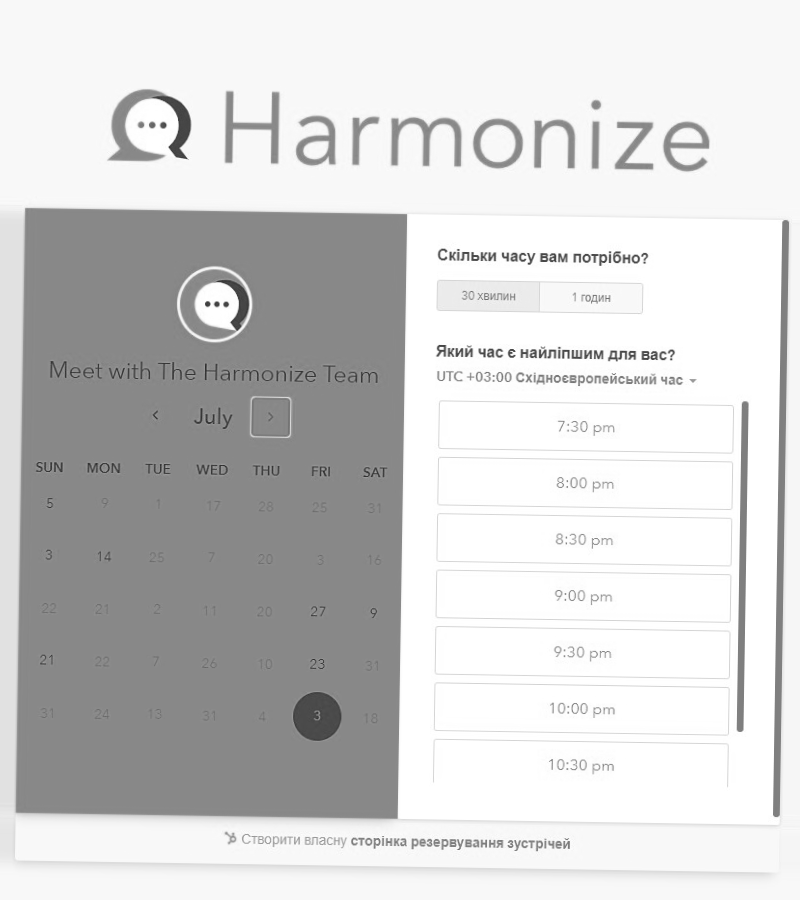 Harmonize
Meet with The Harmonize Team
July
SUN MON TUE WED THU FRI SAT
5 9 1 17 28 25 31
3 14 25 7 20 3 16
22 21 2 11 20 27 9
21 22 7 26 10 23 31
31 24 13 31 4 3 18
Скільки часу вам потрібно?
30 хвилин 1 годин
Який час є найліпшим для вас?
UTC +03:00 Східноєвропейський час
7:30 pm
8:00 pm
8:30 pm
9:00 pm
9:30 pm
10:00 pm
10:30 pm
Створити власну сторінка резервування зустрічей